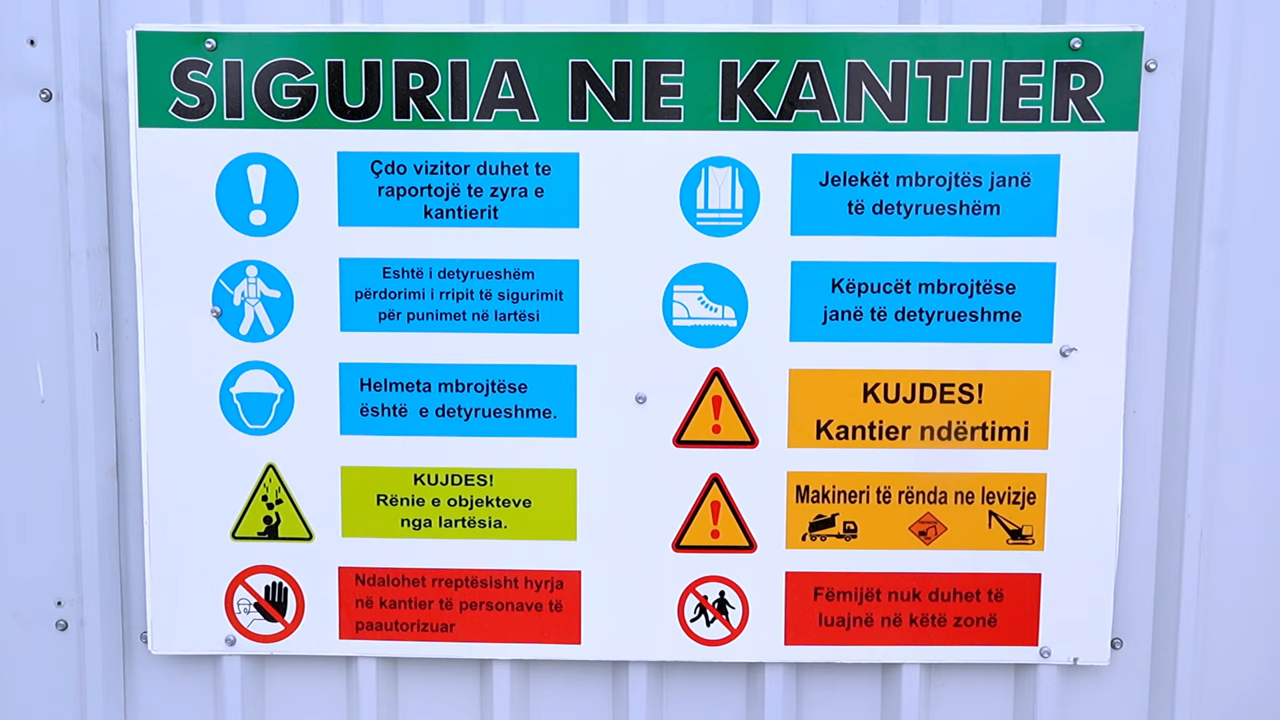 SIGURIA NE KANTIER
Çdo vizitor duhet te
raportojë te zyra e
kantierit
Eshtë i detyrueshëm
përdorimi i rripit të sigurimit
për punimet në lartësi
Helmeta mbrojtëse
është e detyrueshme.
KUJDES!
Rënie e objekteve
nga lartësia.
Ndalohet rreptësisht hyrja
në kantier të personave të
paautorizuar
Jelekët mbrojtës janë
të detyrueshëm
Këpucët mbrojtëse
janë të detyrueshme
KUJDES!
Kantier ndërtimi
Makineri të rënda ne levizje
Fëmijët nuk duhet të
luajnë në këtë zonë